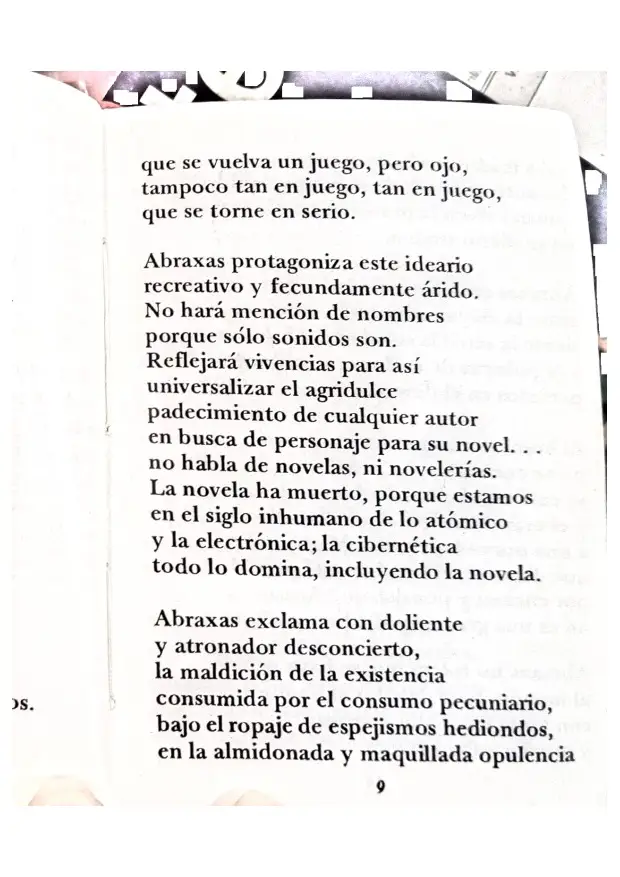 que se vuelva un juego, pero ojo,
tampoco tan en juego, tan en juego,
que se torne en serio.
Abraxas protagoniza este ideario
recreativo y fecundamente árido.
No hará mención de nombres
porque sólo sonidos son.
Reflejará vivencias para así
universalizar el agridulce
padecimiento de cualquier autor
en busca de personaje para su novel. . .
no habla de novelas, ni novelerías.
La novela ha muerto, porque estamos
en el siglo inhumano de lo atómico
y la electrónica; la cibernética
todo lo domina, incluyendo la novela.
Abraxas exclama con doliente
y atronador desconcierto,
la maldición de la existencia
consumida por el consumo pecuniario,
bajo el ropaje de espejismos hediondos,
en la almidonada y maquillada opulencia
9